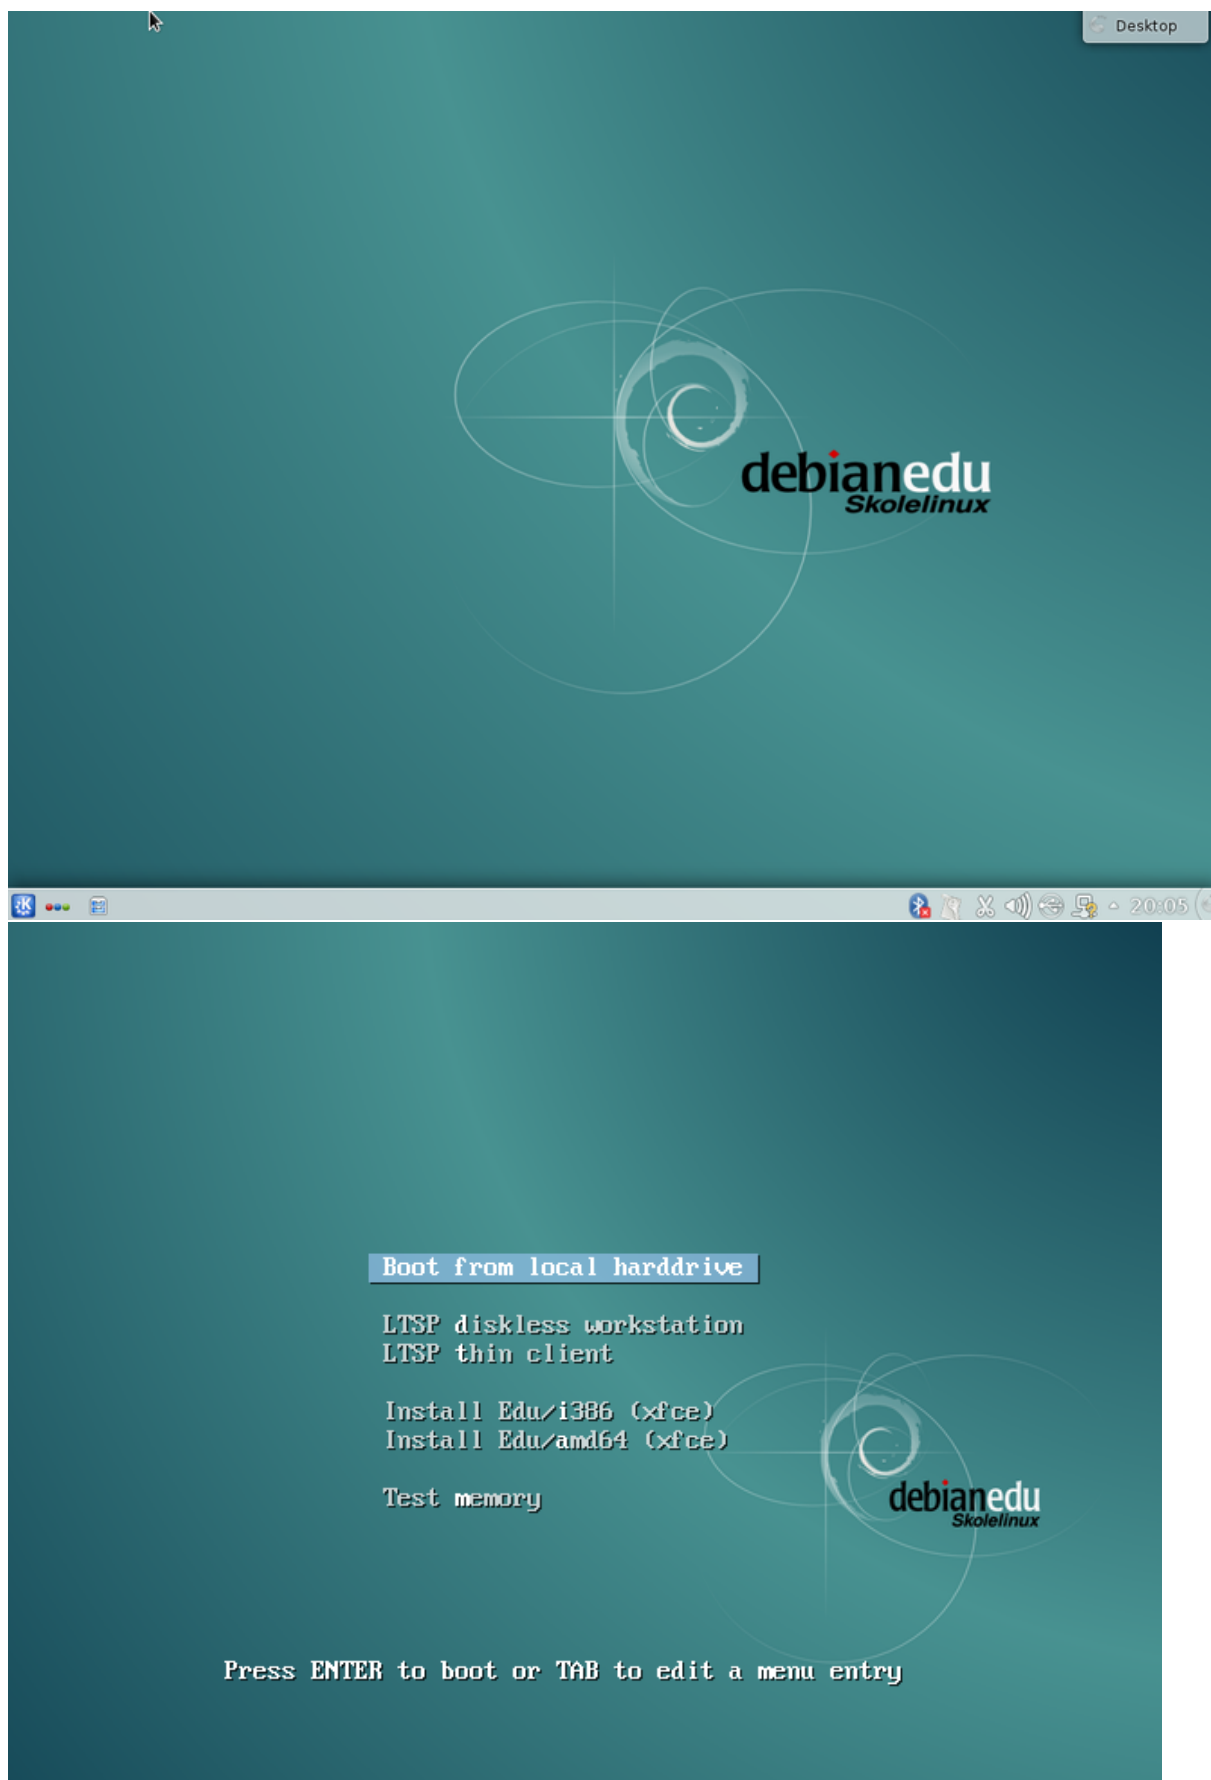 Desktop
debianedu
Skolelinux
20:05
Boot from local harddrive
LTSP diskless workstation
LTSP thin client
Install Edu/i386 (xfce)
Install Edu/amd64 (xfce)
Test memory
debianedu
Skolelinux
Press ENTER to boot or TAB to edit a menu entry